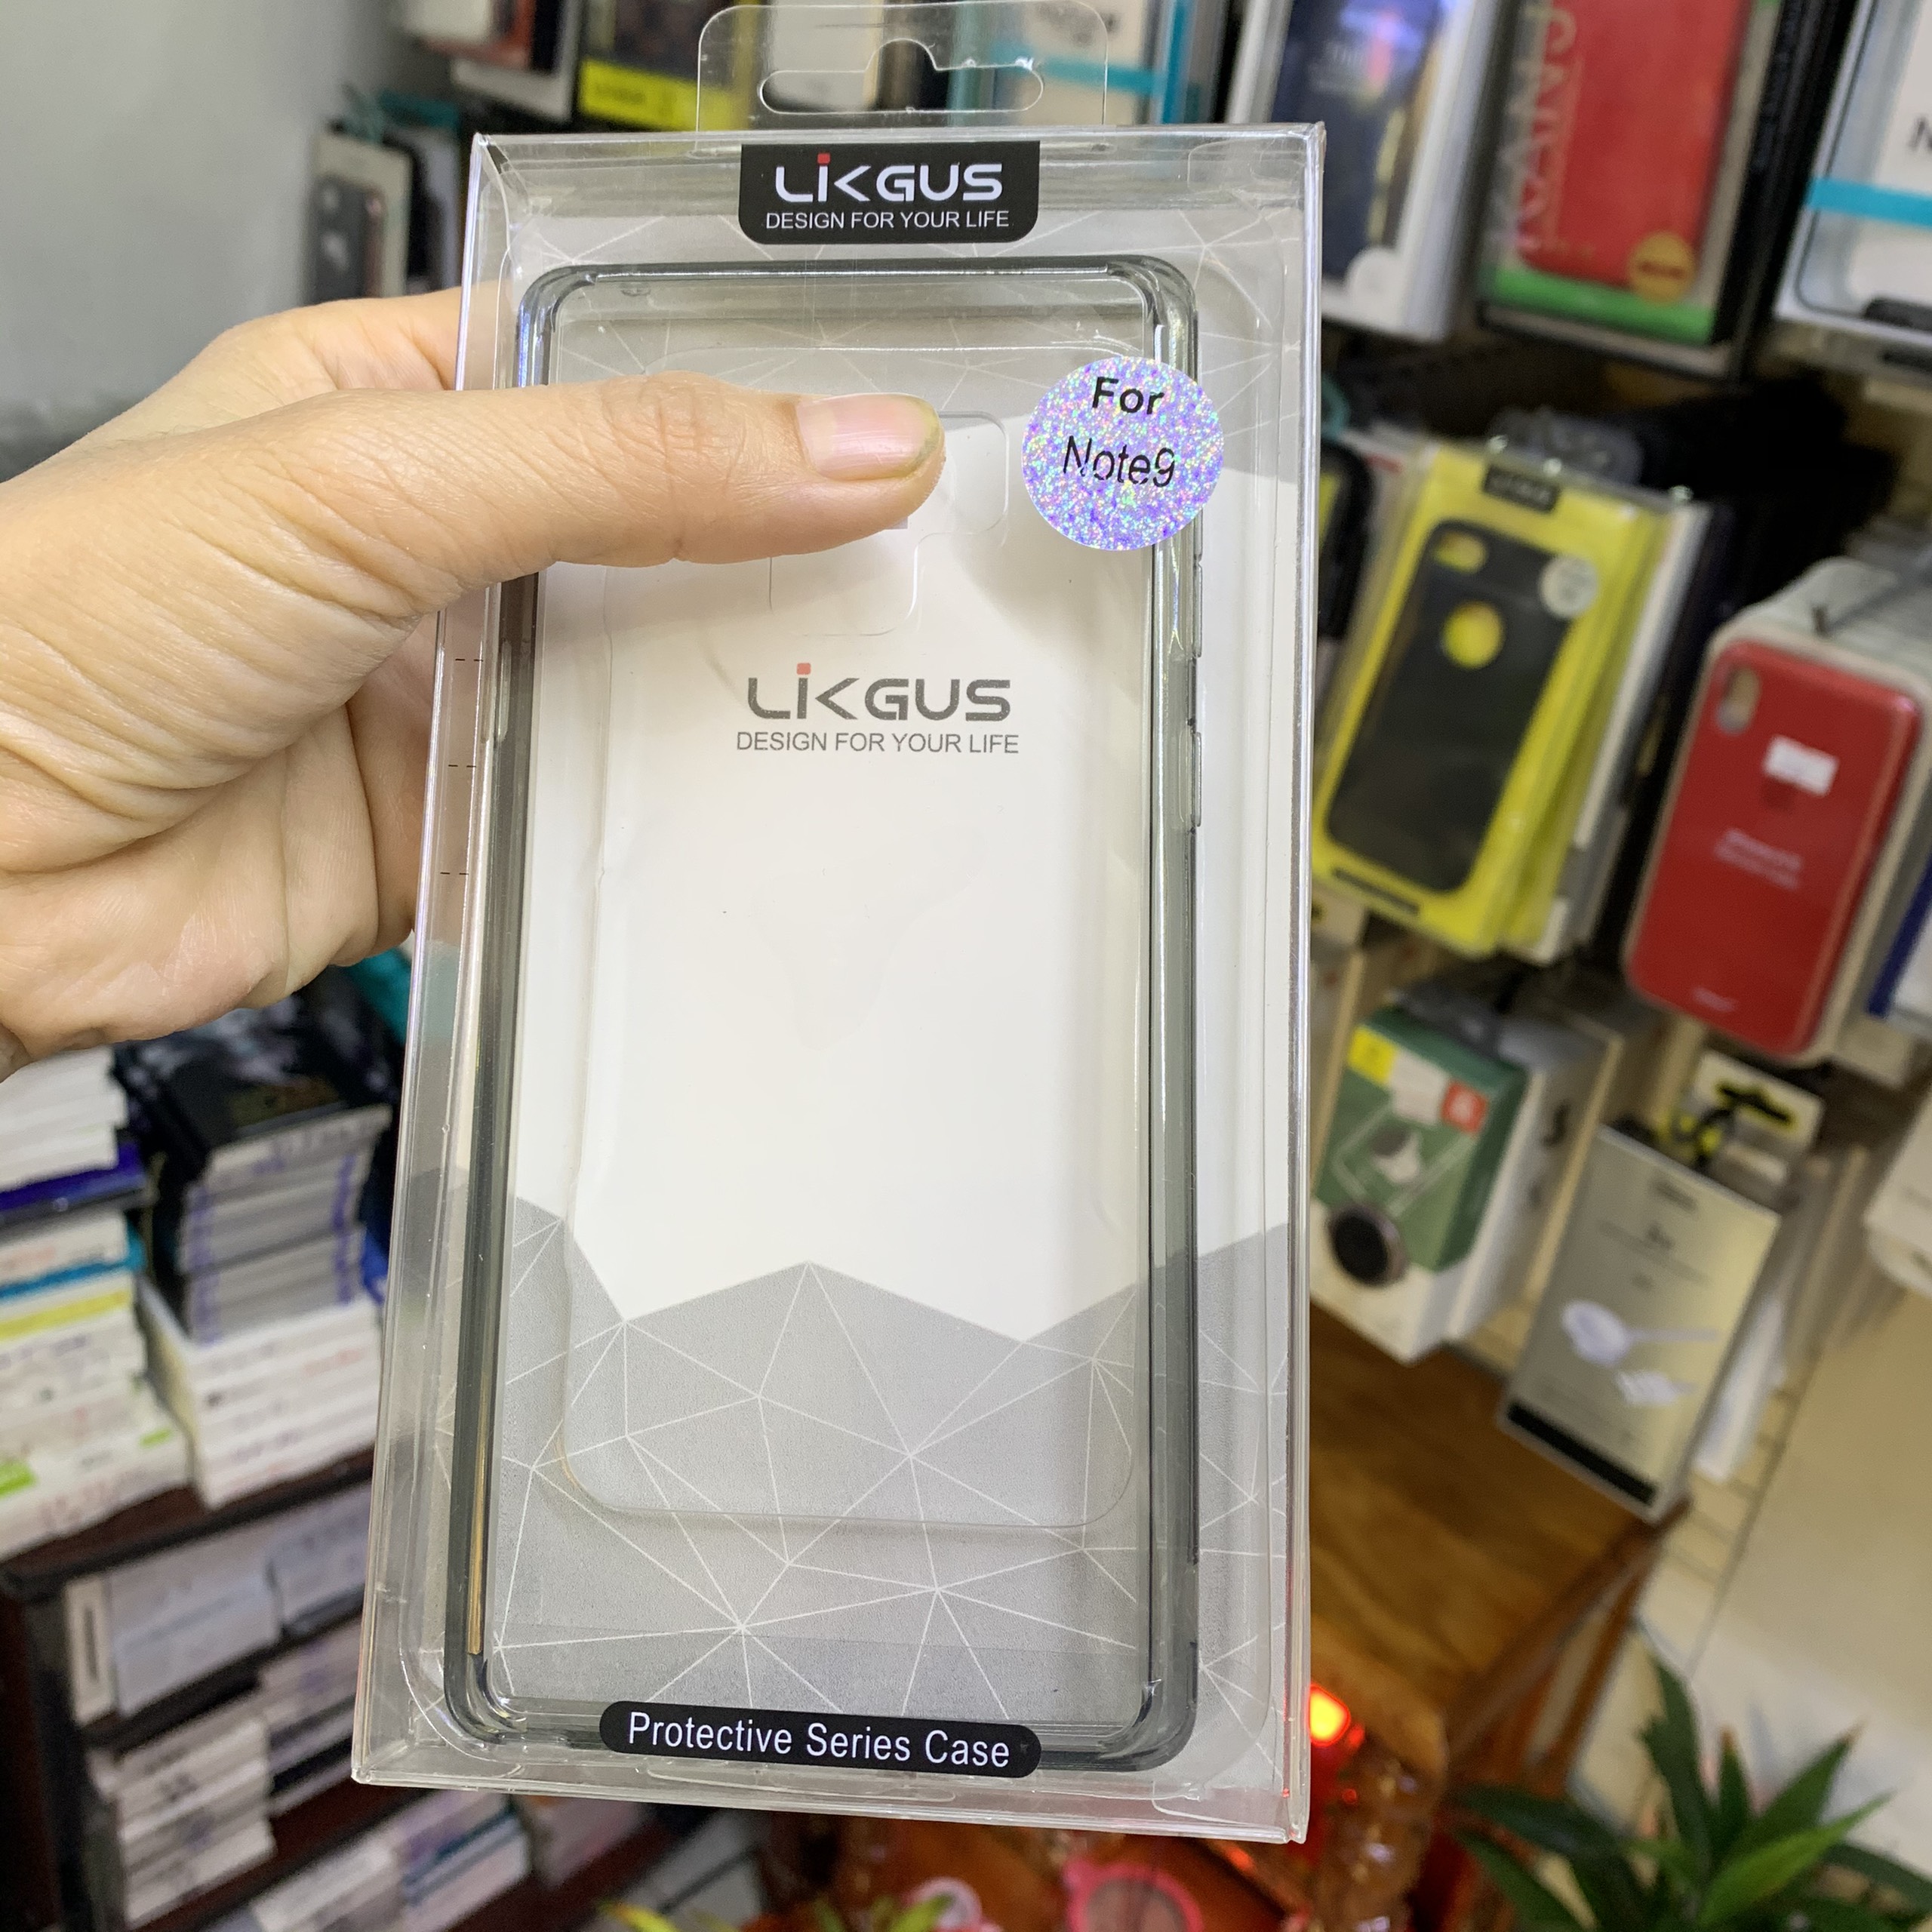 LIKGUS
DESIGN FOR YOUR LIFE
For
Note9
LIKGUS
DESIGN FOR YOUR LIFE
Protective Series Case